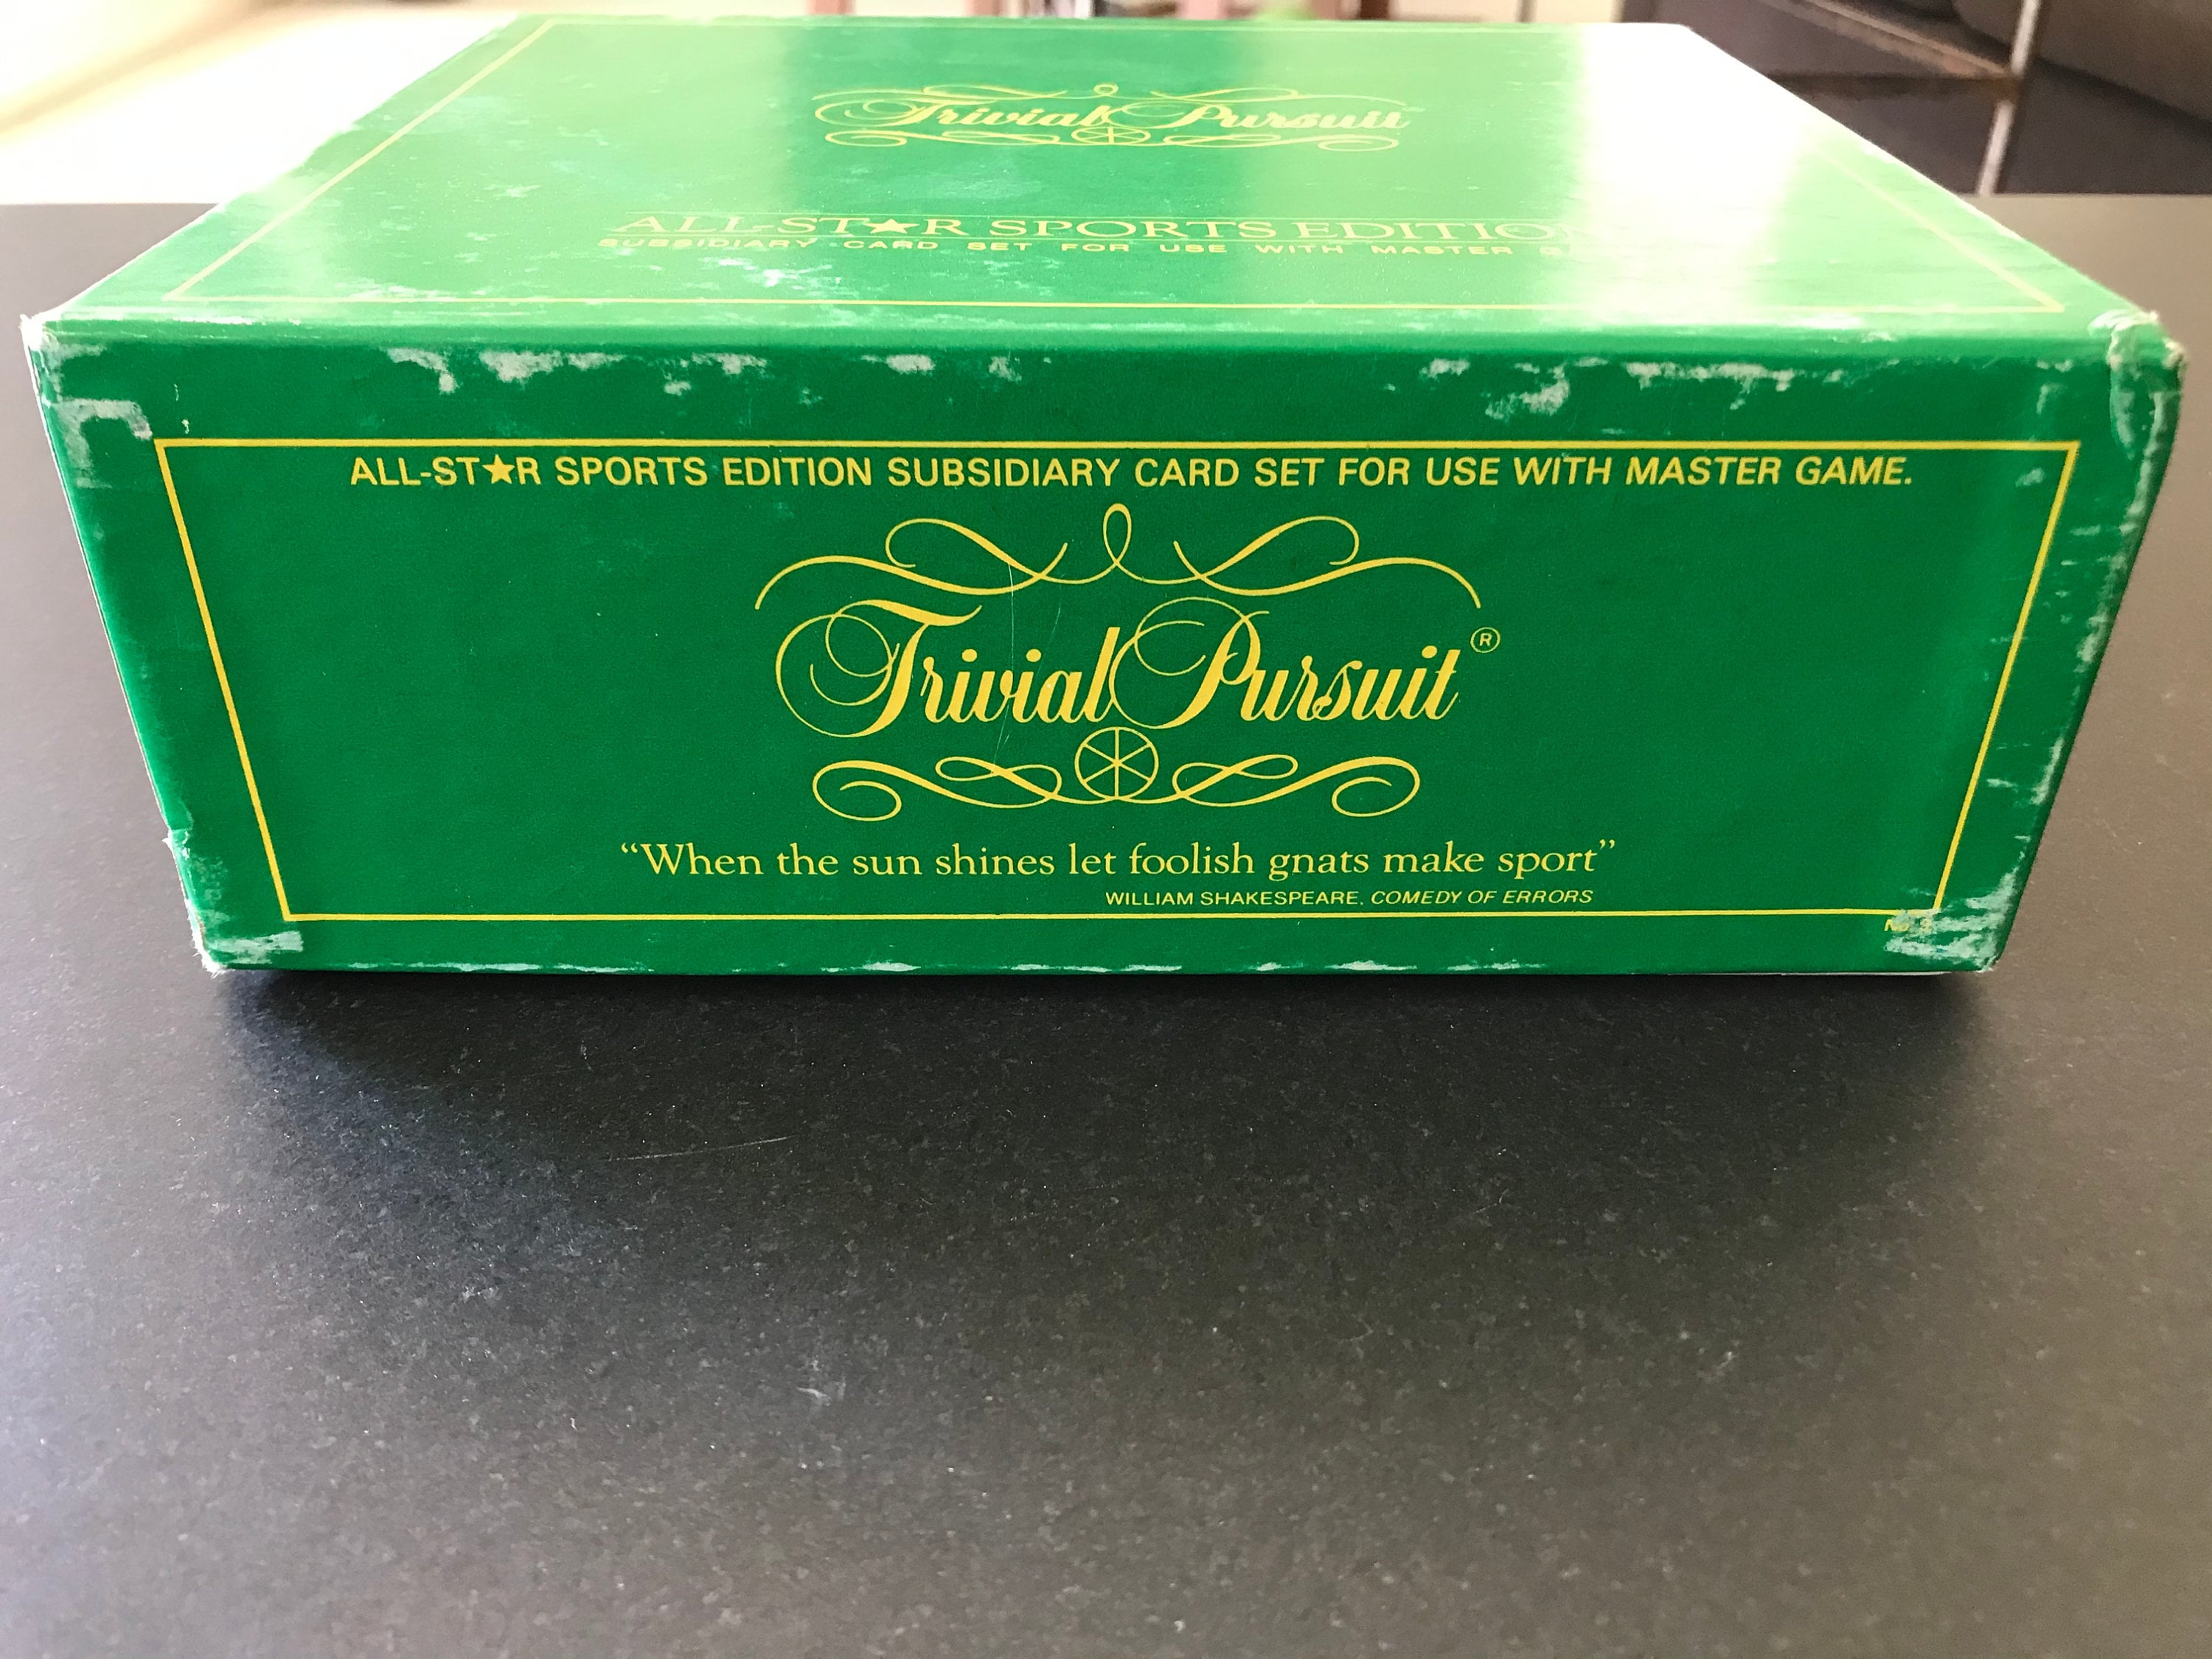 Trivial Pursuit
ALL-ST★R SPORTS EDITION
SUBSIDIARY CARD SET FOR USE WITH MASTER
ALL-ST★R SPORTS EDITION SUBSIDIARY CARD SET FOR USE WITH MASTER GAME.
Trivial Pursuit®
“When the sun shines let foolish gnats make sport”
WILLIAM SHAKESPEARE, COMEDY OF ERRORS